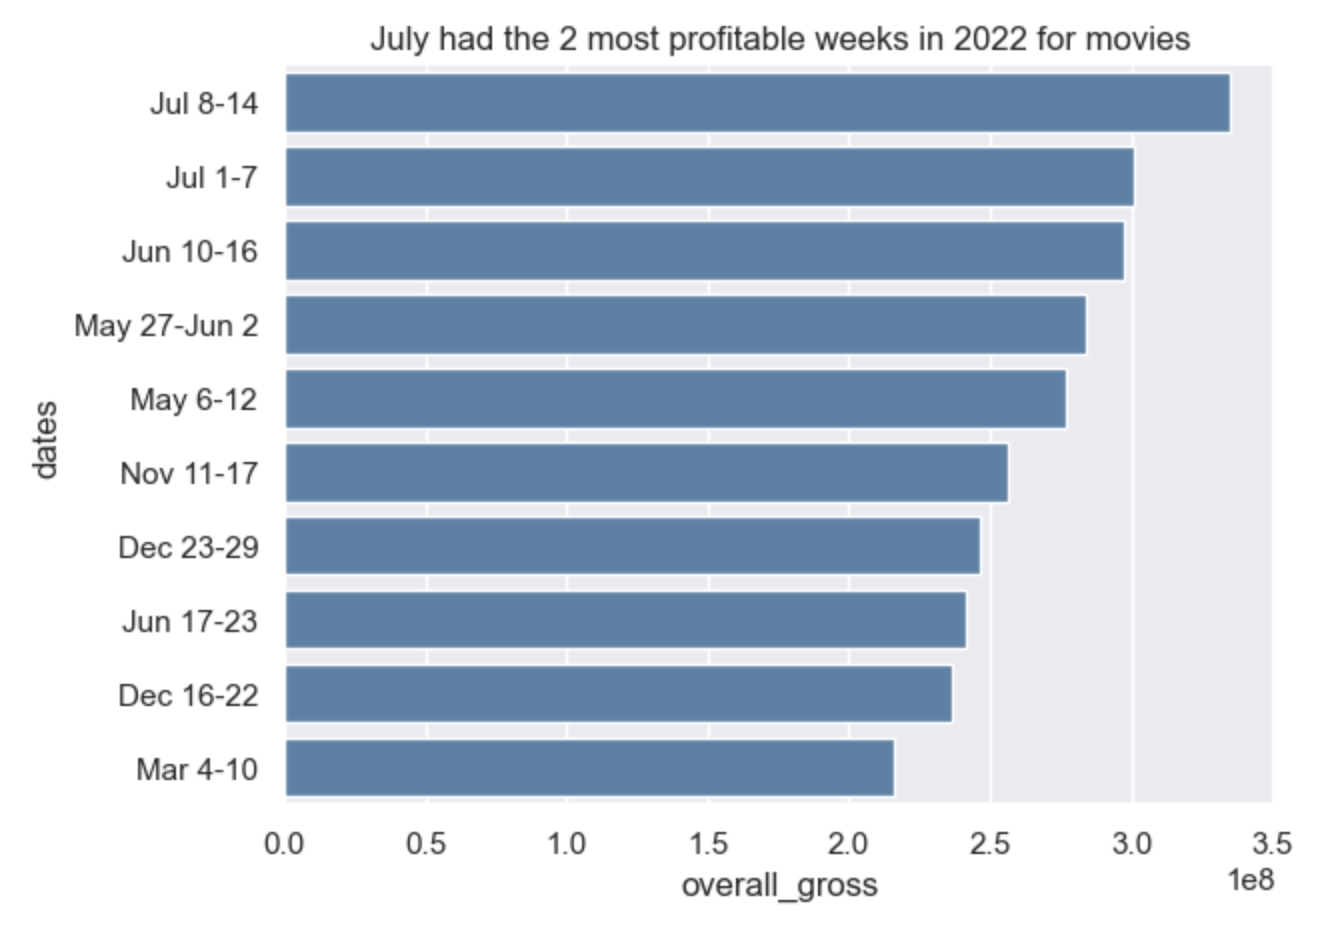 July had the 2 most profitable weeks in 2022 for movies
Jul 8-14
Jul 1-7
Jun 10-16
May 27-Jun 2
May 6-12
Nov 11-17
Dec 23-29
Jun 17-23
Dec 16-22
Mar 4-10
dates
0.0 0.5 1.0 1.5 2.0 2.5 3.0 3.5
1e8
overall_gross